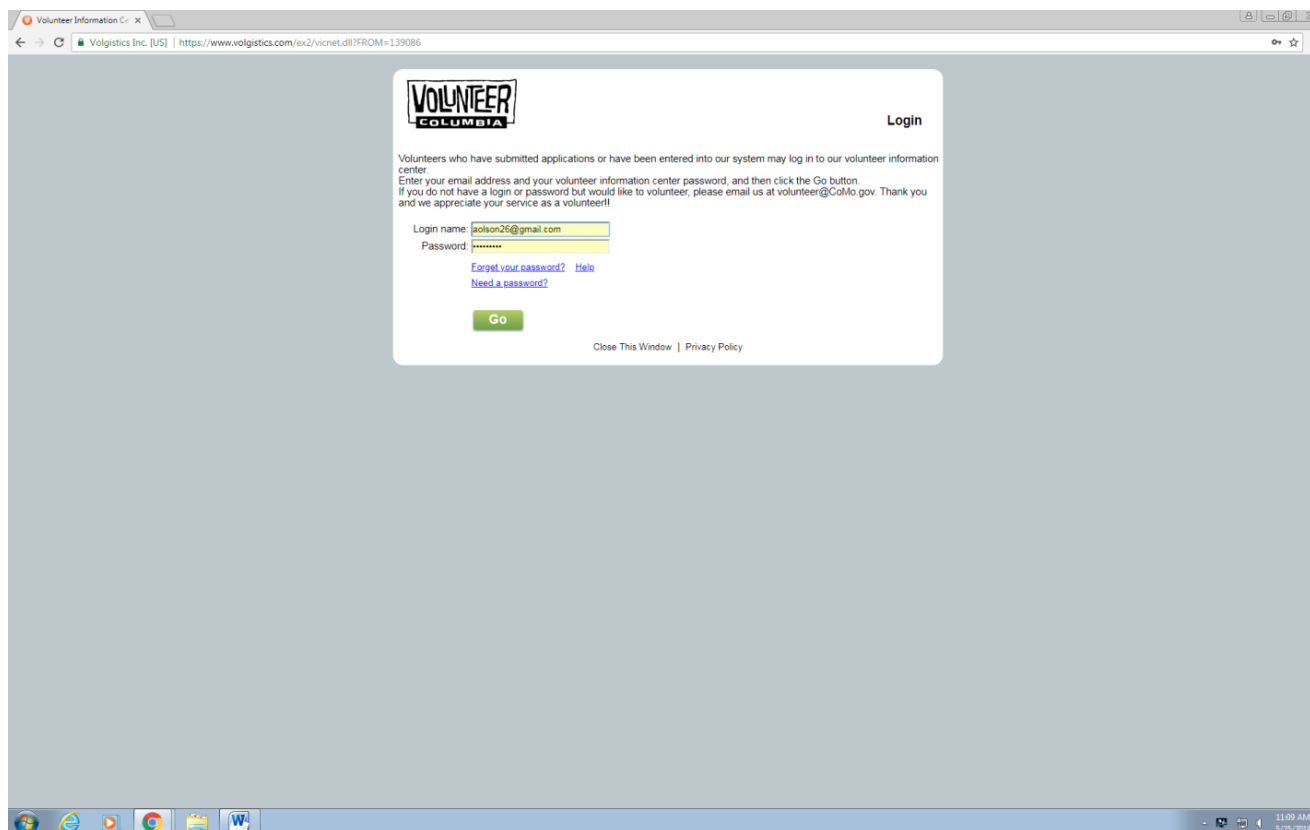 Volunteer Information Ce
Volgistics Inc. [US] | https://www.volgistics.com/ex2/vicnet.dll?FROM=139086
VOLUNTEER
COLUMBIA
Login
Volunteers who have submitted applications or have been entered into our system may log in to our volunteer information
center.
Enter your email address and your volunteer information center password, and then click the Go button.
If you do not have a login or password but would like to volunteer, please email us at volunteer@CoMo.gov. Thank you
and we appreciate your service as a volunteer!!
Login name: aolson26@gmail.com
Password: •••••••••
Forget your password? Help
Need a password?
Go
Close This Window | Privacy Policy
11:09 AM